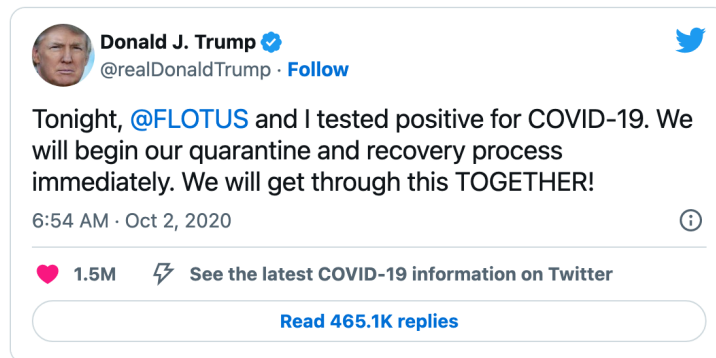 Donald J. Trump
@realDonaldTrump · Follow
Tonight, @FLOTUS and I tested positive for COVID-19. We
will begin our quarantine and recovery process
immediately. We will get through this TOGETHER!
6:54 AM · Oct 2, 2020
1.5M See the latest COVID-19 information on Twitter
Read 465.1K replies